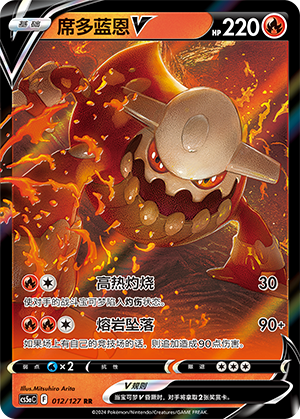 基础
席多蓝恩V
HP 220
高热灼烧 30
使对手的战斗宝可梦陷入灼伤状态。
熔岩坠落 90+
如果场上有自己的竞技场的话，则追加造成90点伤害。
弱点 ×2 抗性 撤退
Illus.Mitsuhiro Arita
V规则
CS5aC F 012/127 RR
当宝可梦V昏厥时，对手将拿取2张奖赏卡。
©2024 Pokémon/Nintendo/Creatures/GAME FREAK